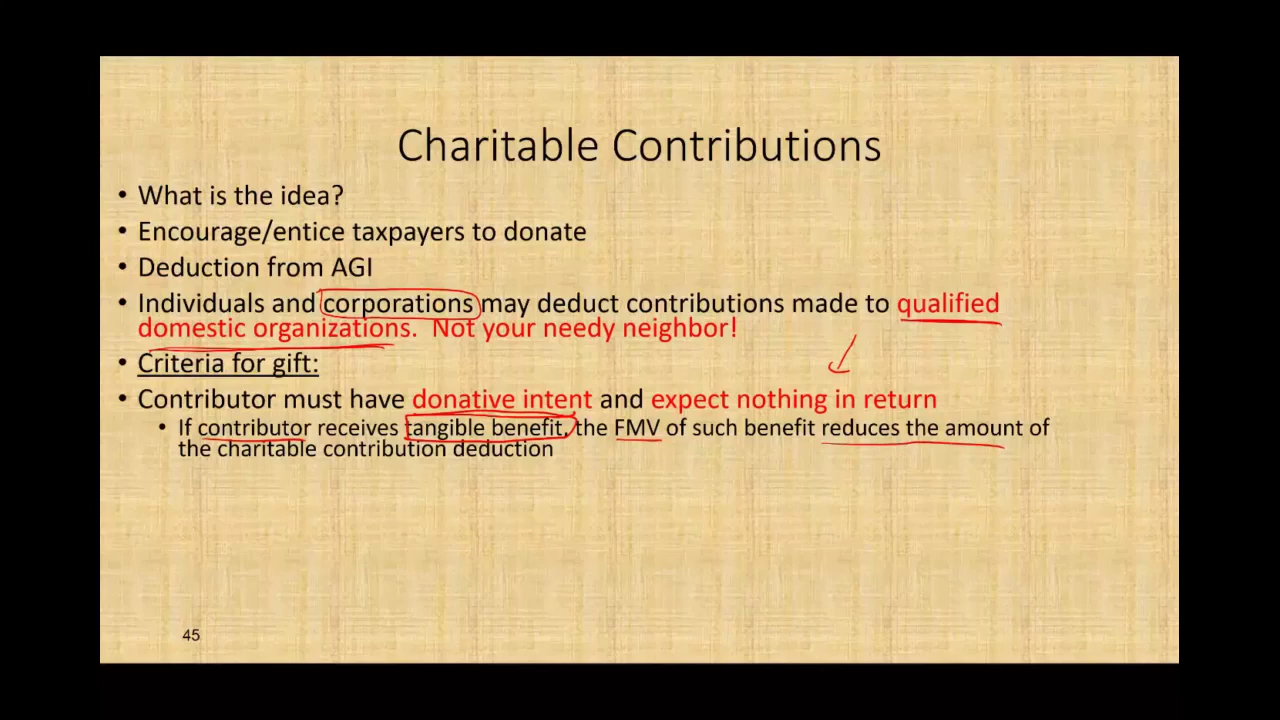 Charitable Contributions
• What is the idea?
• Encourage/entice taxpayers to donate
• Deduction from AGI
• Individuals and corporations may deduct contributions made to qualified
domestic organizations. Not your needy neighbor!
• Criteria for gift:
• Contributor must have donative intent and expect nothing in return
• If contributor receives tangible benefit, the FMV of such benefit reduces the amount of
the charitable contribution deduction
45